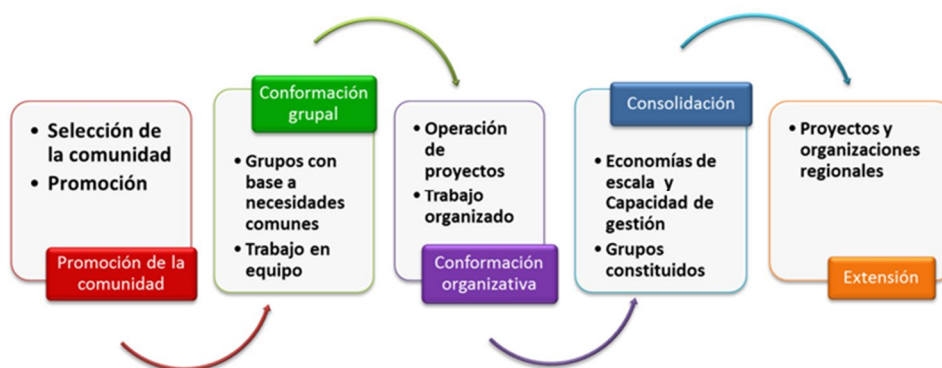 • Selección de
la comunidad
• Promoción
Promoción de la
comunidad
Conformación
grupal
• Grupos con
base a
necesidades
comunes
• Trabajo en
equipo
• Operación
de
proyectos
• Trabajo
organizado
Conformación
organizativa
Consolidación
• Economías de
escala y
Capacidad de
gestión
• Grupos
constituidos
• Proyectos y
organizaciones
regionales
Extensión